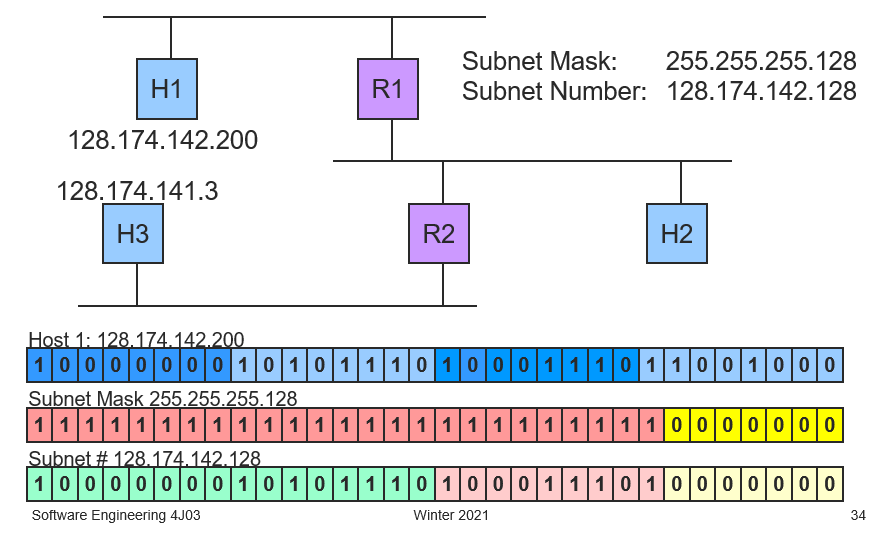 H1
R1
Subnet Mask: 255.255.255.128
Subnet Number: 128.174.142.128
128.174.142.200
128.174.141.3
H3
R2
H2
Host 1: 128.174.142.200
1 0 0 0 0 0 0 0 1 0 1 0 1 1 1 0 1 0 0 0 1 1 1 0 1 1 0 0 1 0 0 0
Subnet Mask 255.255.255.128
1 1 1 1 1 1 1 1 1 1 1 1 1 1 1 1 1 1 1 1 1 1 1 1 1 0 0 0 0 0 0 0
Subnet # 128.174.142.128
1 0 0 0 0 0 0 0 1 0 1 0 1 1 1 0 1 0 0 0 1 1 1 0 1 0 0 0 0 0 0 0
Software Engineering 4J03 Winter 2021 34